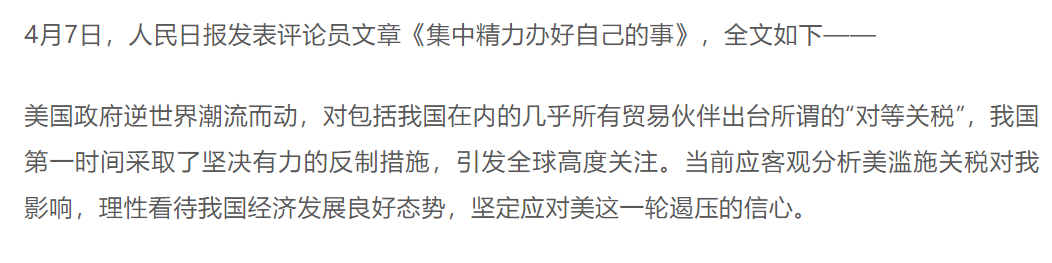 4月7日，人民日报发表评论员文章《集中精力办好自己的事》，全文如下——
美国政府逆世界潮流而动，对包括我国在内的几乎所有贸易伙伴出台所谓的“对等关税”，我国
第一时间采取了坚决有力的反制措施，引发全球高度关注。当前应客观分析美滥施关税对我
影响，理性看待我国经济发展良好态势，坚定应对美这一轮遏压的信心。